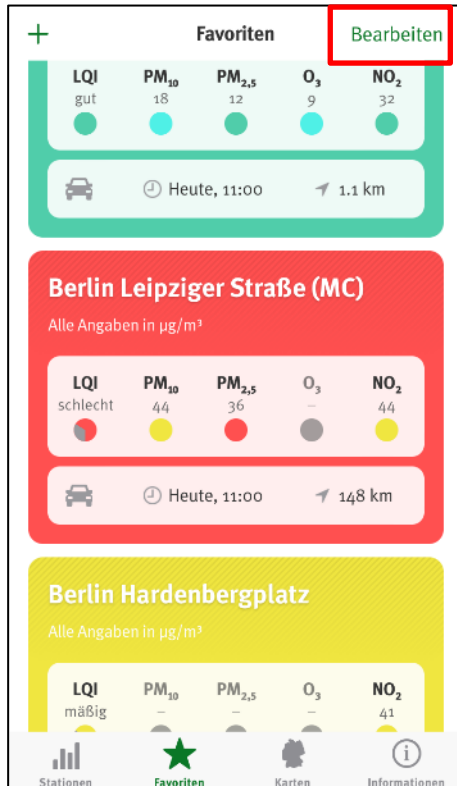 + Favoriten Bearbeiten
LQI PM₁₀ PM₂,₅ O₃ NO₂
gut 18 12 9 32
Heute, 11:00 1.1 km
Berlin Leipziger Straße (MC)
Alle Angaben in µg/m³
LQI PM₁₀ PM₂,₅ O₃ NO₂
schlecht 44 36 – 44
Heute, 11:00 148 km
Berlin Hardenbergplatz
Alle Angaben in µg/m³
LQI PM₁₀ PM₂,₅ O₃ NO₂
mäßig – – – 41
Stationen Favoriten Karten Informationen